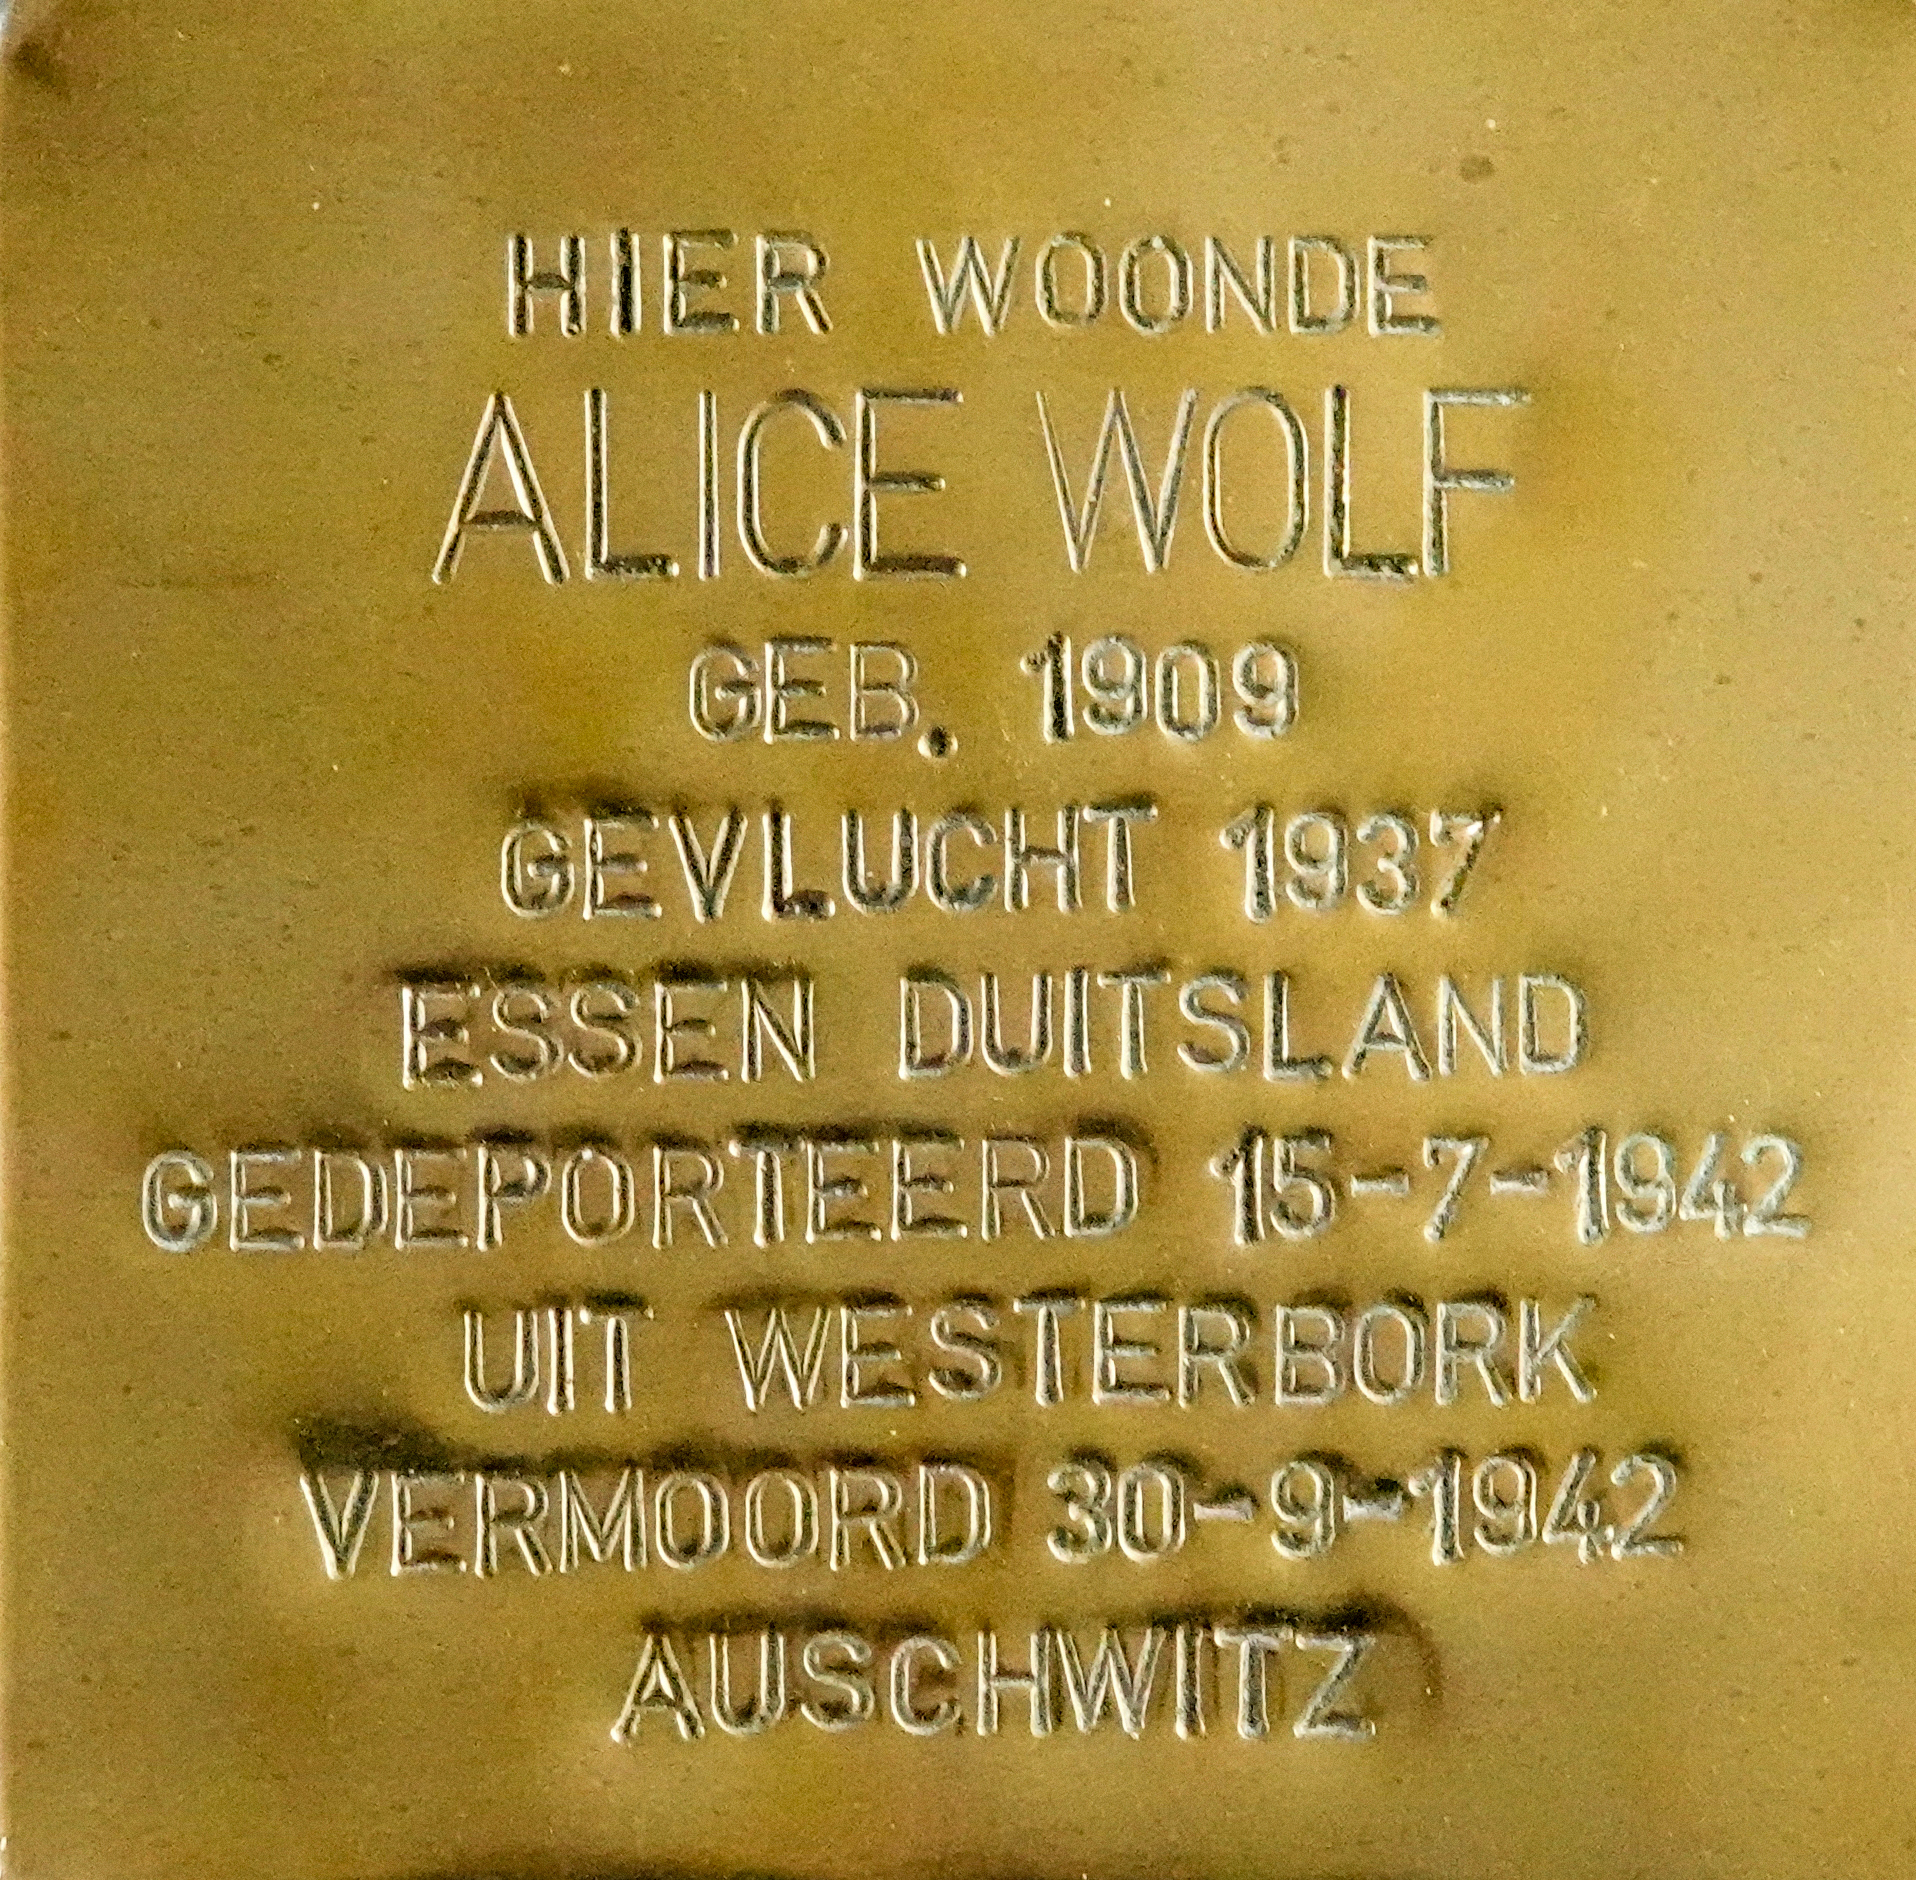 HIER WOONDE
ALICE WOLF
GEB. 1909
GEVLUCHT 1937
ESSEN DUITSLAND
GEDEPORTEERD 15-7-1942
UIT WESTERBORK
VERMOORD 30-9-1942
AUSCHWITZ